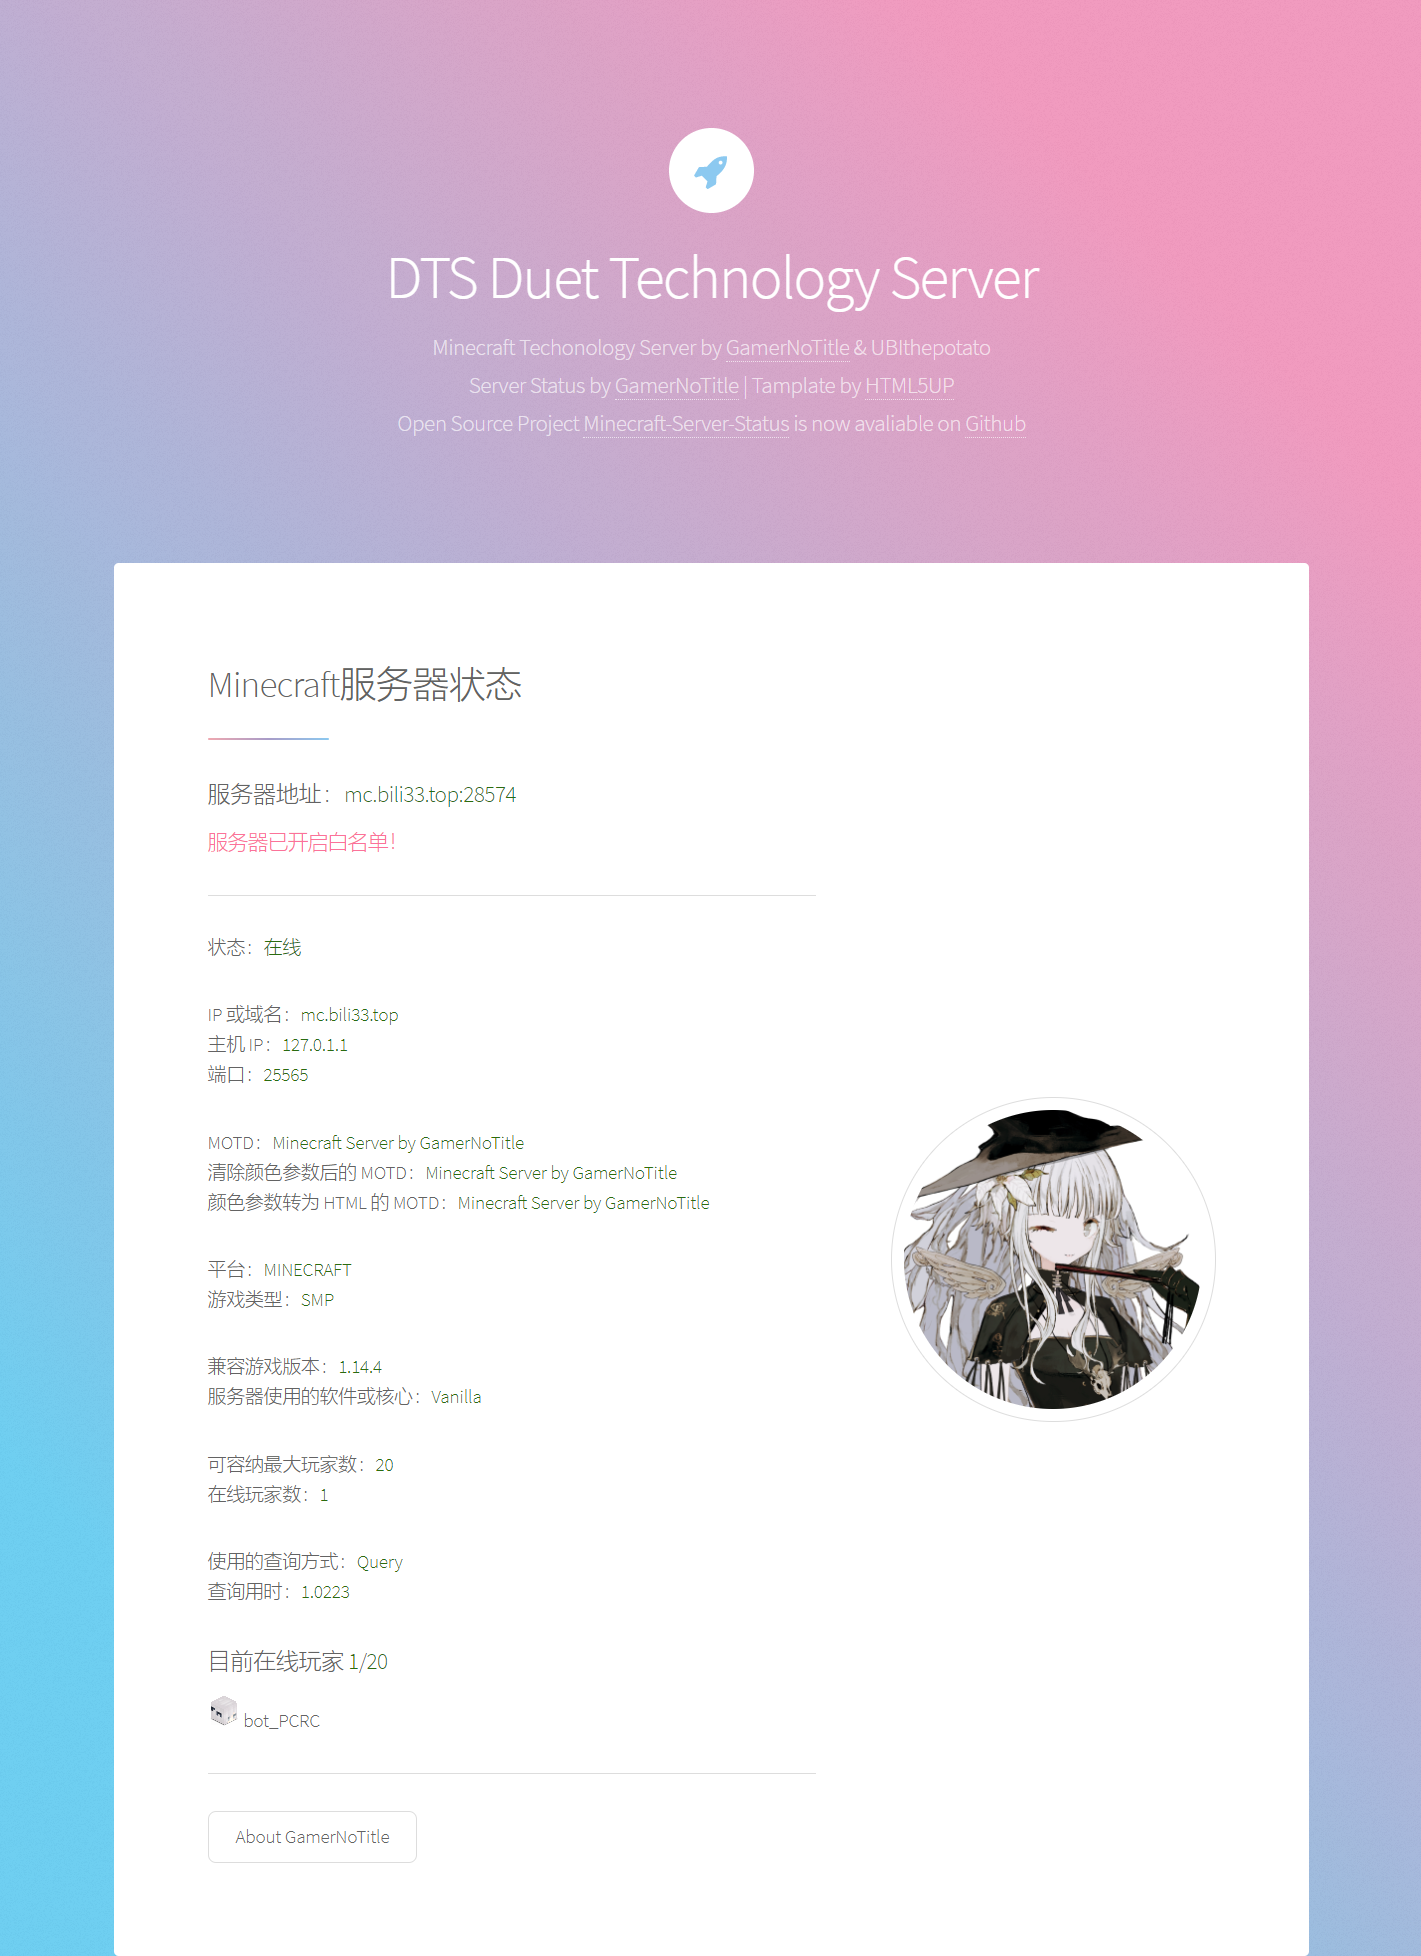 DTS Duet Technology Server
Minecraft Techonology Server by GamerNoTitle & UBIthepotato
Server Status by GamerNoTitle | Tamplate by HTML5UP
Open Source Project Minecraft-Server-Status is now avaliable on Github
Minecraft服务器状态
服务器地址：mc.bili33.top:28574
服务器已开启白名单！
状态：在线
IP 或域名：mc.bili33.top
主机 IP：127.0.1.1
端口：25565
MOTD：Minecraft Server by GamerNoTitle
清除颜色参数后的 MOTD：Minecraft Server by GamerNoTitle
颜色参数转为 HTML 的 MOTD：Minecraft Server by GamerNoTitle
平台：MINECRAFT
游戏类型：SMP
兼容游戏版本：1.14.4
服务器使用的软件或核心：Vanilla
可容纳最大玩家数：20
在线玩家数：1
使用的查询方式：Query
查询用时：1.0223
目前在线玩家 1/20
bot_PCRC
About GamerNoTitle